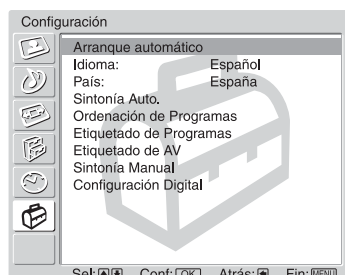 Configuración
Arranque automático
Idioma: Español
País: España
Sintonía Auto.
Ordenación de Programas
Etiquetado de Programas
Etiquetado de AV
Sintonía Manual
Configuración Digital
Sel: Conf: OK Atrás: Fin: MENU